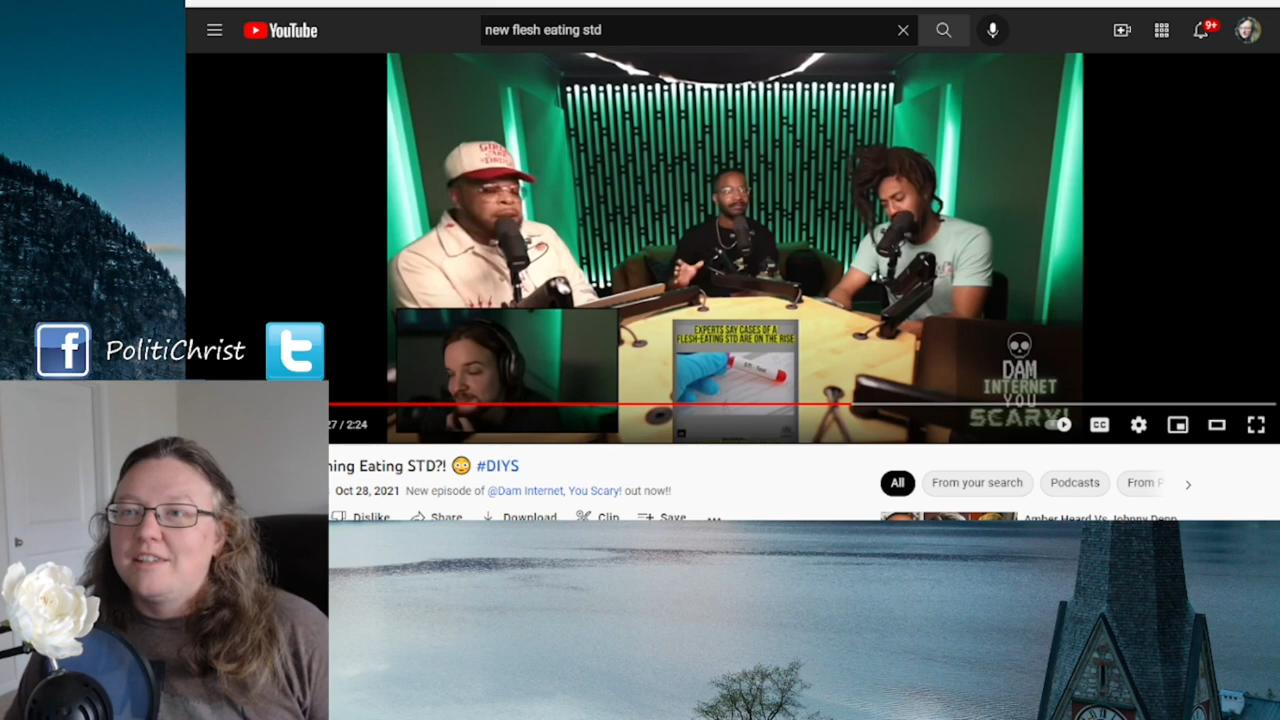 YouTube
new flesh eating std
9+
EXPERTS SAY CASES OF A
FLESH-EATING STD ARE ON THE RISE
DAM
INTERNET
YOU
SCARY!
PolitiChrist
27 / 2:24
CC
ning Eating STD?! 😳 #DIYS
Oct 28, 2021 New episode of @Dam Internet, You Scary! out now!!
All
From your search
Podcasts
From P
Dislike
Share
Download
Clip
Save
Amber Heard Vs. Johnny Depp